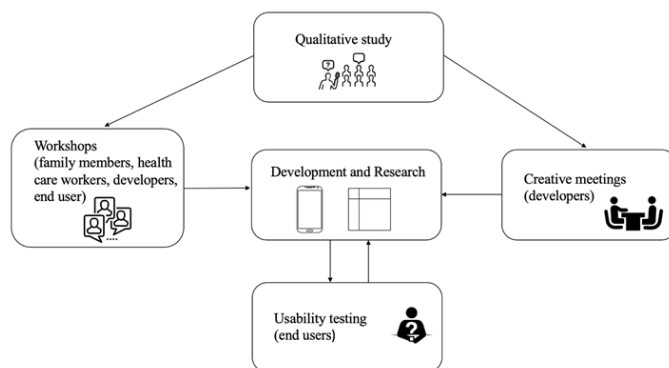 Qualitative study
?
Workshops
(family members, health
care workers, developers,
end user)
....
Development and Research
Creative meetings
(developers)
Usability testing
(end users)
?